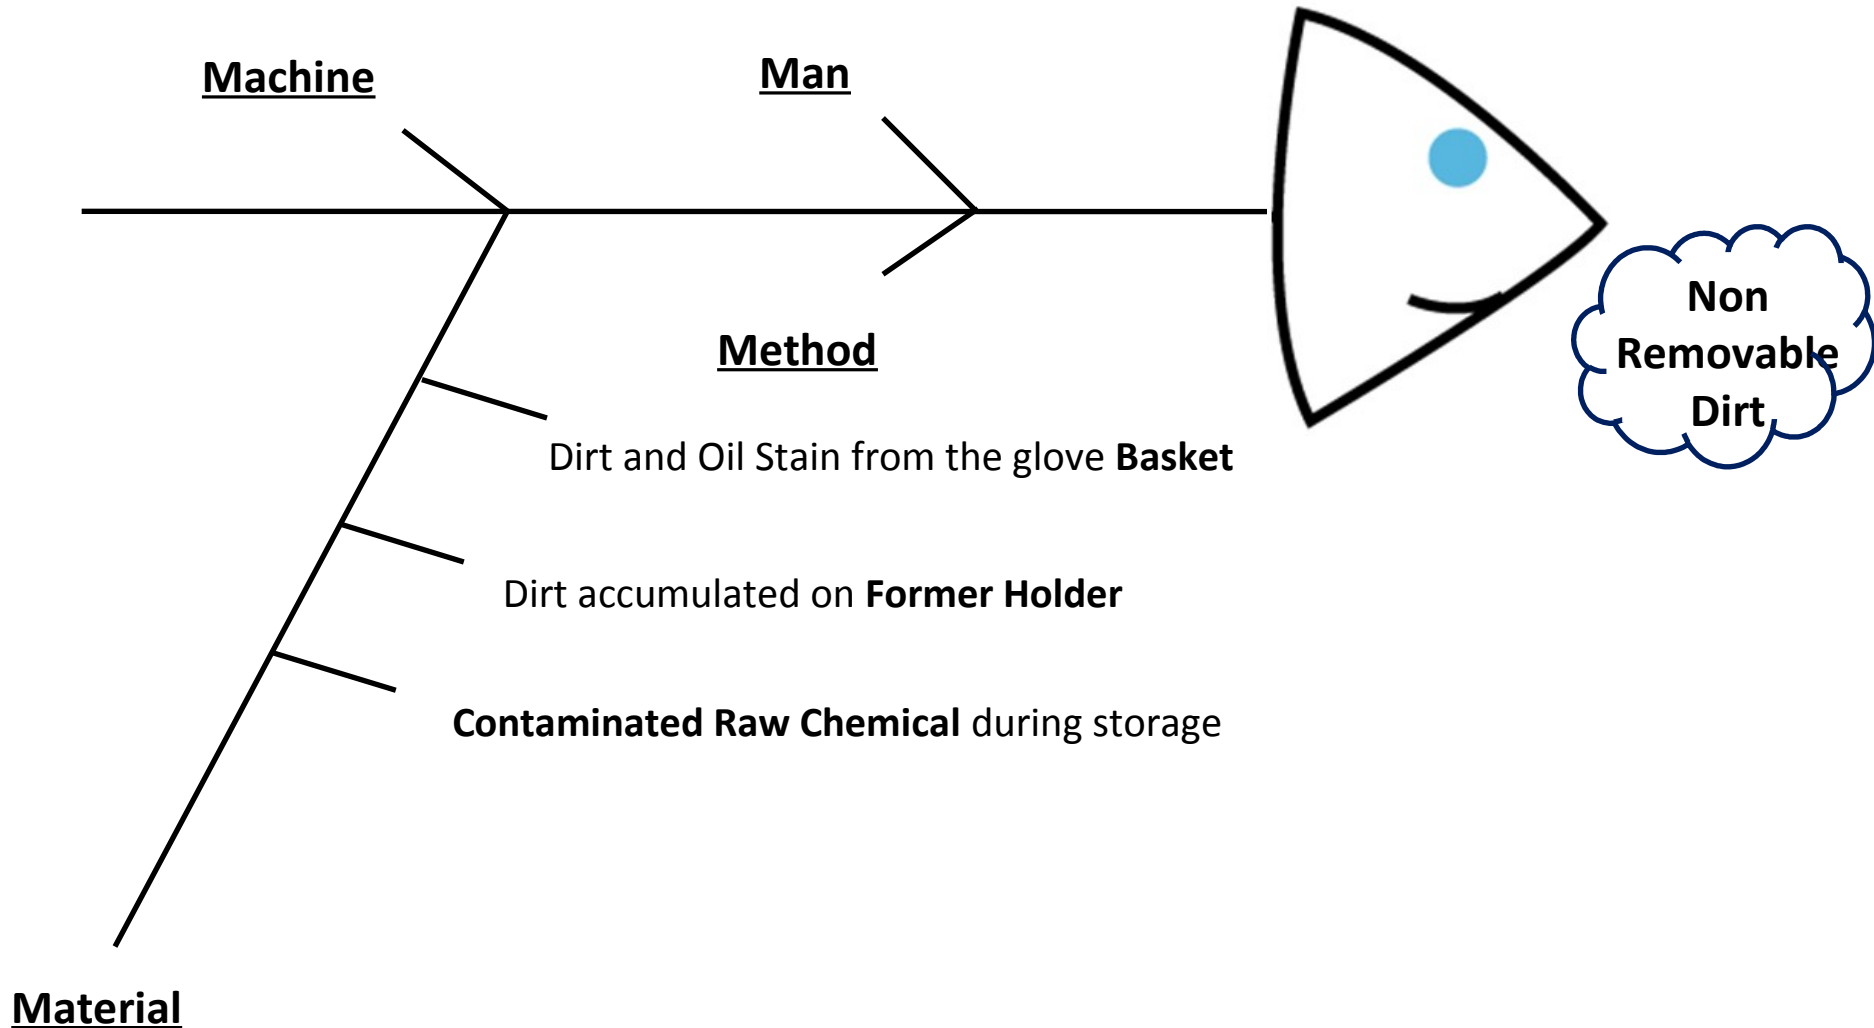 Machine
Man
Non
Removable
Dirt
Method
Dirt and Oil Stain from the glove Basket
Dirt accumulated on Former Holder
Contaminated Raw Chemical during storage
Material